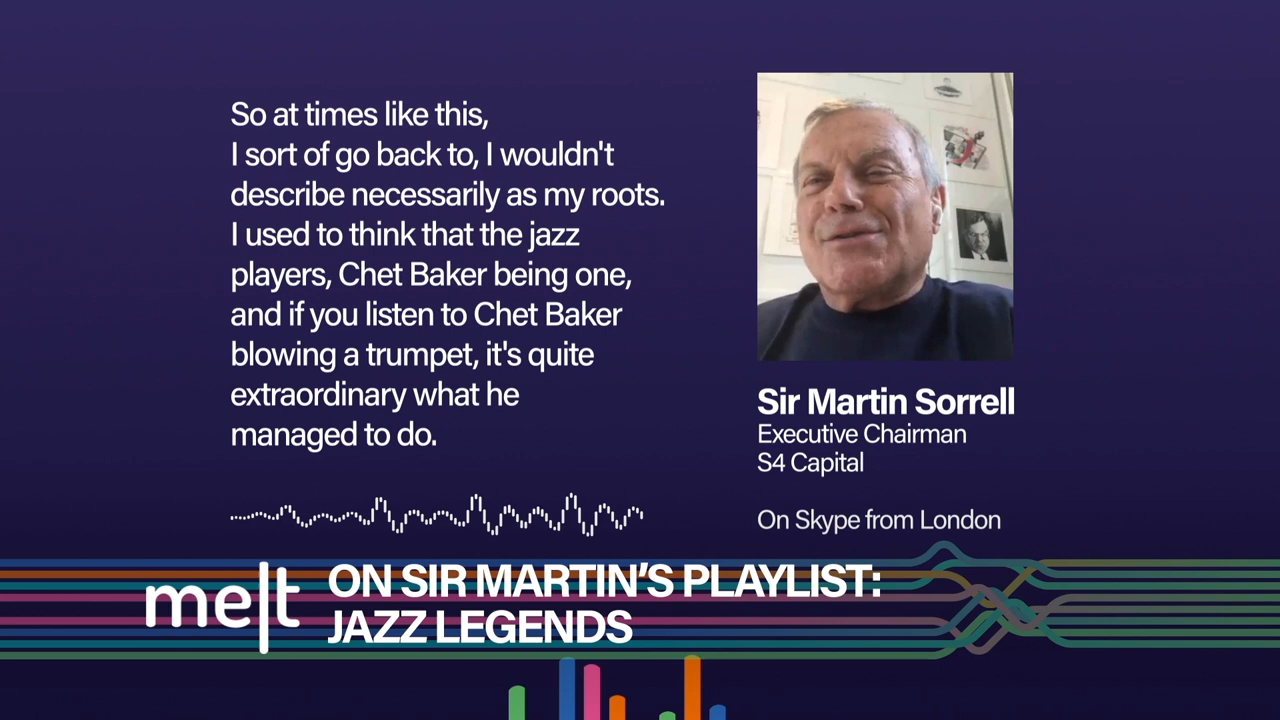 So at times like this,
I sort of go back to, I wouldn't
describe necessarily as my roots.
I used to think that the jazz
players, Chet Baker being one,
and if you listen to Chet Baker
blowing a trumpet, it's quite
extraordinary what he
managed to do.
Sir Martin Sorrell
Executive Chairman
S4 Capital
On Skype from London
melt
ON SIR MARTIN’S PLAYLIST:
JAZZ LEGENDS